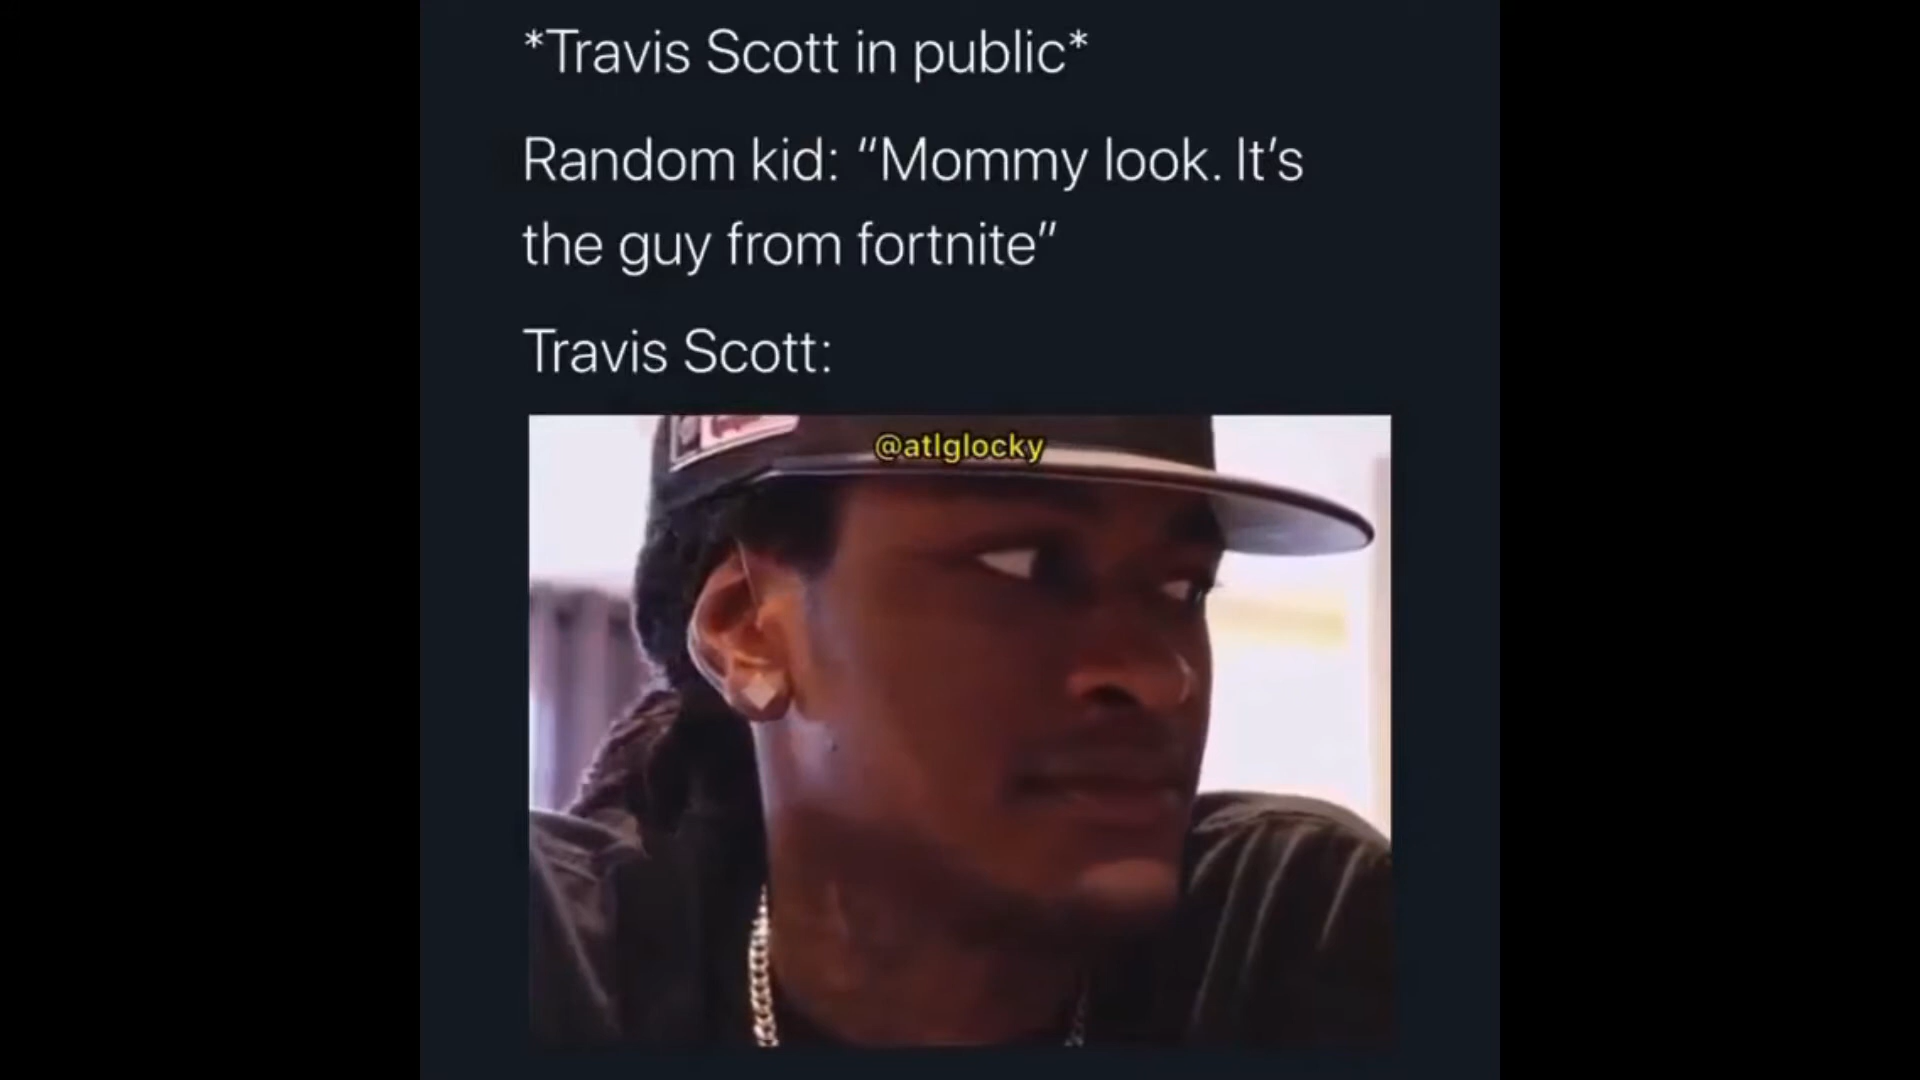 *Travis Scott in public*
Random kid: “Mommy look. It’s
the guy from fortnite”
Travis Scott:
@atlglocky